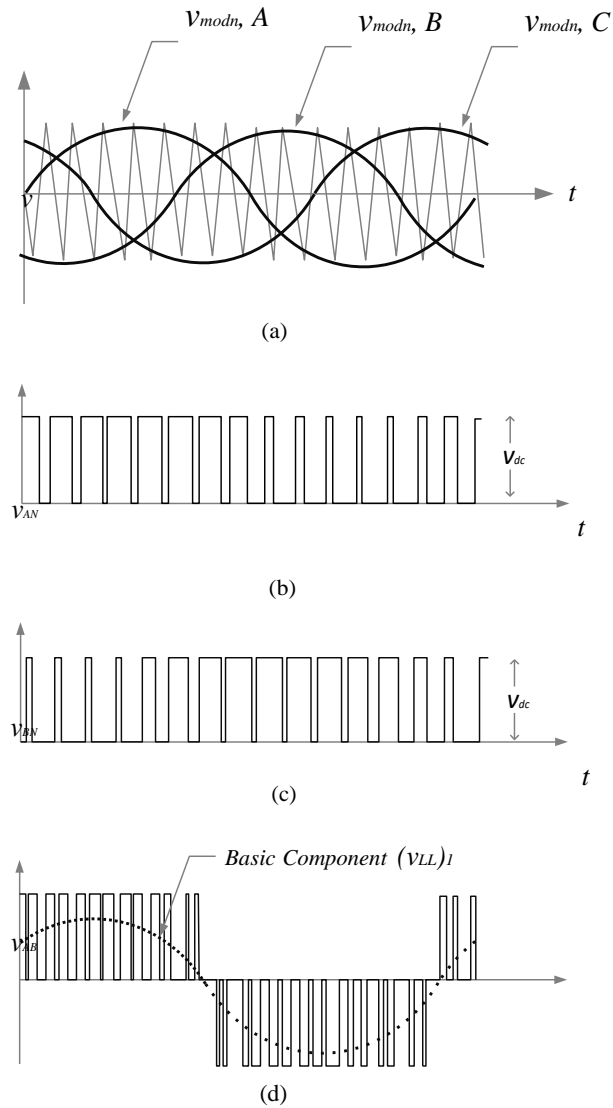 vmodn, A
vmodn, B
vmodn, C
v
t
(a)
vAN
Vdc
t
(b)
vBN
Vdc
t
(c)
Basic Component (vLL)1
vAB
(d)